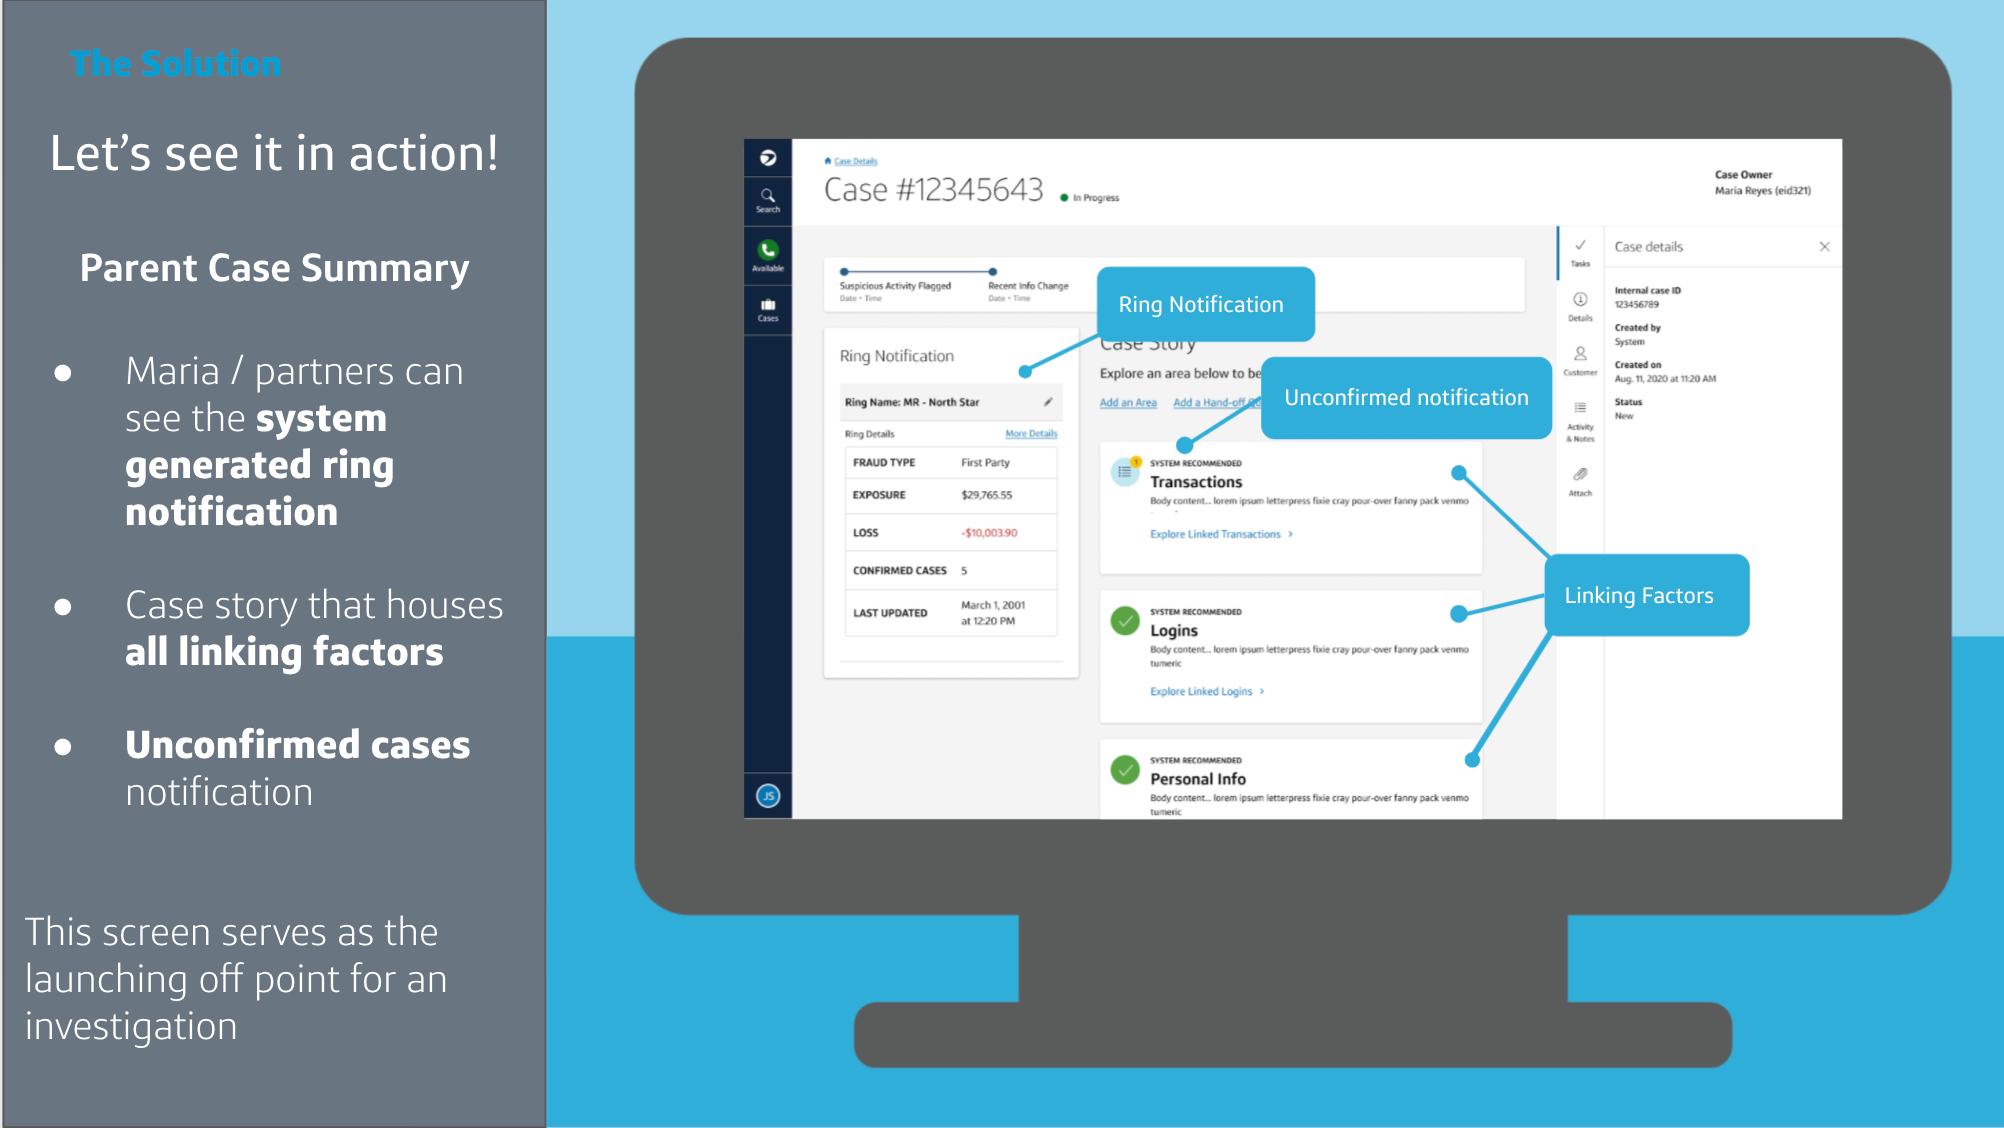 The Solution
Let's see it in action!
Parent Case Summary
● Maria / partners can
see the system
generated ring
notification
● Case story that houses
all linking factors
● Unconfirmed cases
notification
This screen serves as the
launching off point for an
investigation
Search
Available
Cases
JS
Case Details
Case #12345643
In Progress
Case Owner
Maria Reyes (eid321)
Suspicious Activity Flagged
Date • Time
Recent Info Change
Date • Time
Ring Notification
Ring Notification
Ring Name: MR - North Star
Ring Details
More Details
FRAUD TYPE First Party
EXPOSURE $29,765.55
LOSS -$10,003.90
CONFIRMED CASES 5
LAST UPDATED March 1, 2001
at 12:20 PM
Case Story
Explore an area below to be
Add an Area Add a Hand-off
Unconfirmed notification
1
SYSTEM RECOMMENDED
Transactions
Body content... lorem ipsum letterpress fixie cray pour-over fanny pack venmo
Explore Linked Transactions >
SYSTEM RECOMMENDED
Logins
Body content... lorem ipsum letterpress fixie cray pour-over fanny pack venmo
tumeric
Explore Linked Logins >
SYSTEM RECOMMENDED
Personal Info
Body content... lorem ipsum letterpress fixie cray pour-over fanny pack venmo
tumeric
Linking Factors
Tasks
Details
Customer
Activity
& Notes
Attach
Case details
Internal case ID
123456789
Created by
System
Created on
Aug. 11, 2020 at 11:20 AM
Status
New